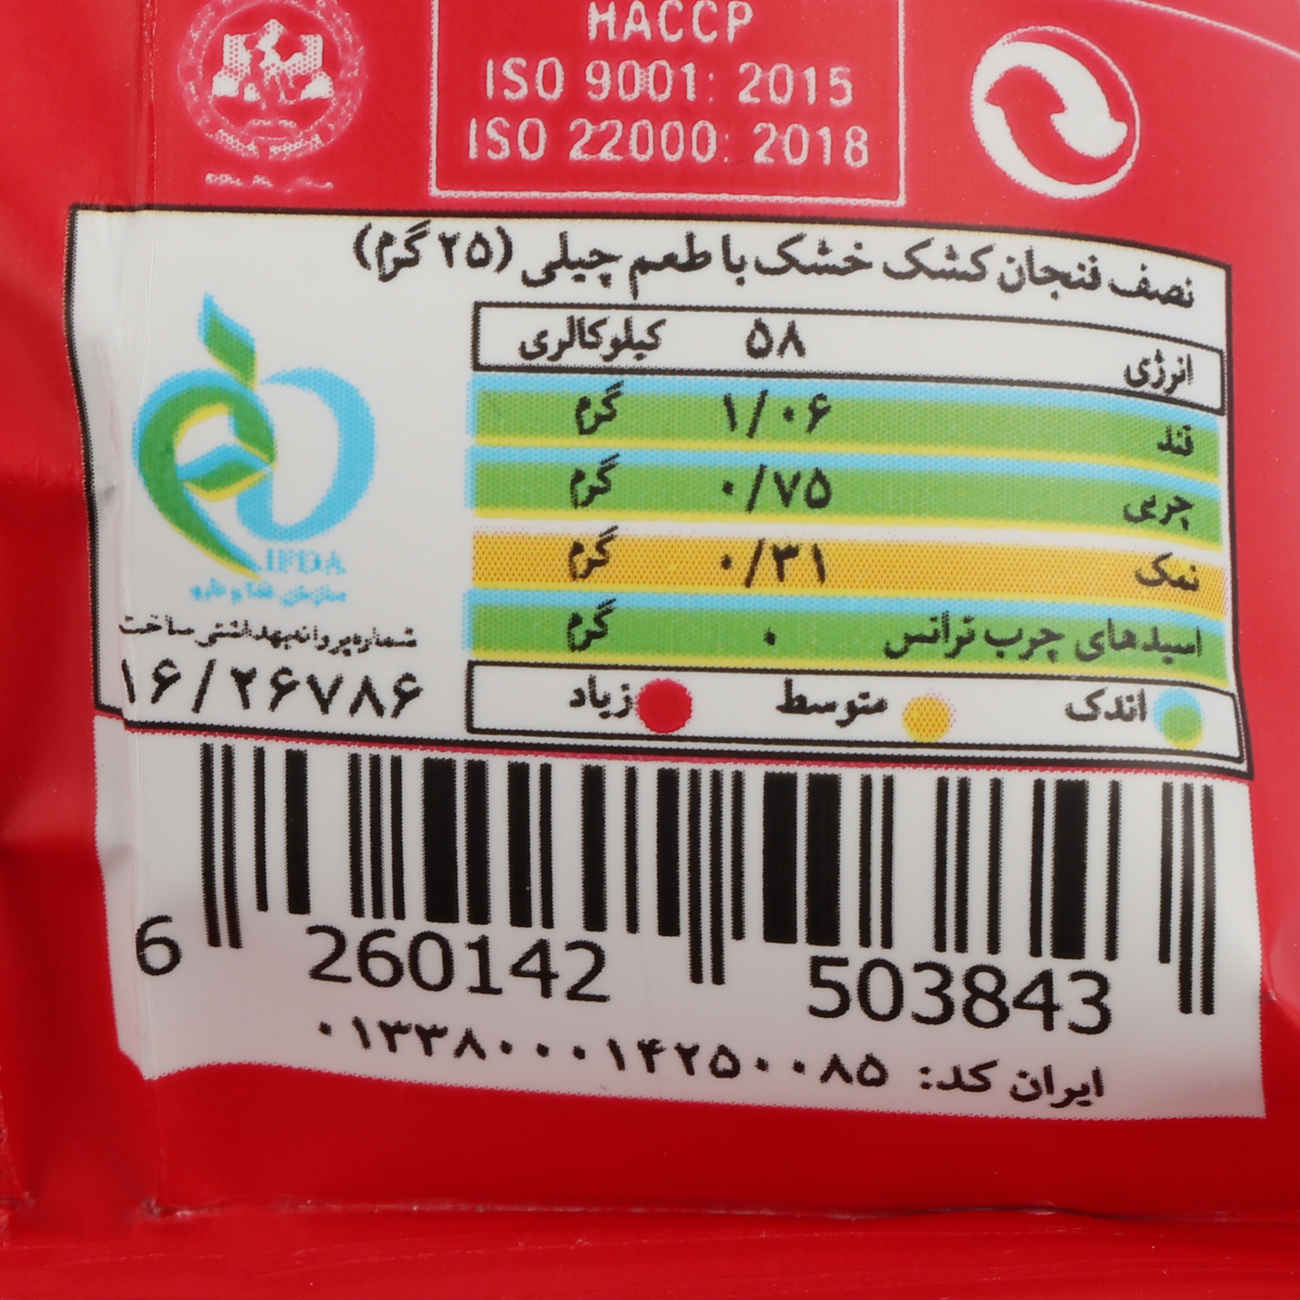 HACCP
ISO 9001: 2015
ISO 22000: 2018
نصف فنجان کشک خشک با طعم چیلی (۲۵ گرم)
انرژی ۵۸ کیلوکالری
قند ۱/۰۶ گرم
چربی ۰/۷۵ گرم
نمک ۰/۳۱ گرم
اسیدهای چرب ترانس ۰ گرم
اندک متوسط زیاد
IFDA
سازمان غذا و دارو
شماره پروانه بهداشتی ساخت
۱۶/۲۶۷۸۶
6 260142 503843
ایران کد: ۰۱۳۳۸۰۰۰۱۴۲۵۰۰۸۵